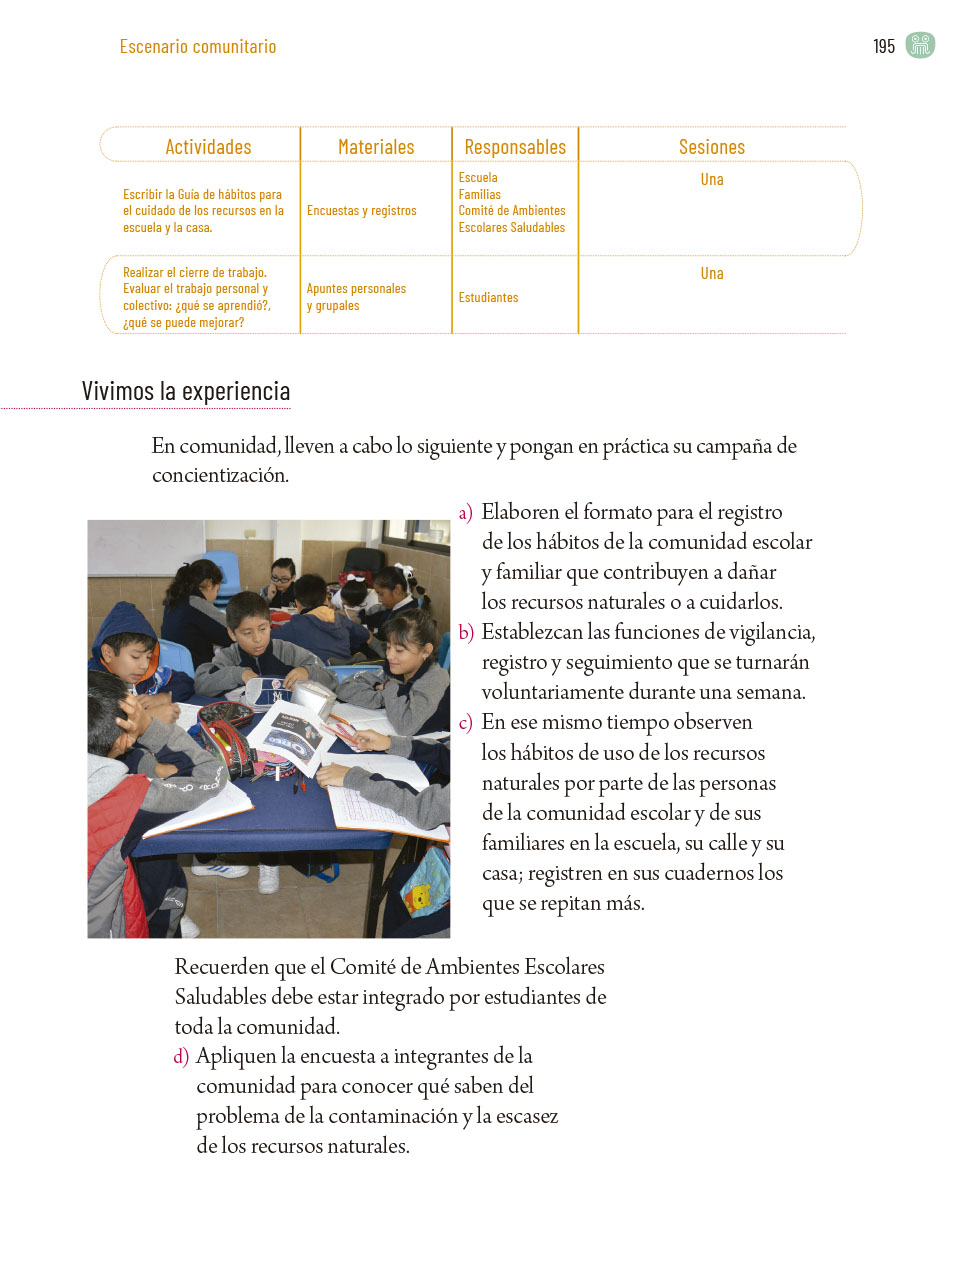 Escenario comunitario
195
Actividades
Materiales
Responsables
Sesiones
Escribir la Guía de hábitos para
el cuidado de los recursos en la
escuela y la casa.
Encuestas y registros
Escuela
Familias
Comité de Ambientes
Escolares Saludables
Una
Realizar el cierre de trabajo.
Evaluar el trabajo personal y
colectivo: ¿qué se aprendió?,
¿qué se puede mejorar?
Apuntes personales
y grupales
Estudiantes
Una
Vivimos la experiencia
En comunidad, lleven a cabo lo siguiente y pongan en práctica su campaña de
concientización.
a) Elaboren el formato para el registro
de los hábitos de la comunidad escolar
y familiar que contribuyen a dañar
los recursos naturales o a cuidarlos.
b) Establezcan las funciones de vigilancia,
registro y seguimiento que se turnarán
voluntariamente durante una semana.
c) En ese mismo tiempo observen
los hábitos de uso de los recursos
naturales por parte de las personas
de la comunidad escolar y de sus
familiares en la escuela, su calle y su
casa; registren en sus cuadernos los
que se repitan más.
Recuerden que el Comité de Ambientes Escolares
Saludables debe estar integrado por estudiantes de
toda la comunidad.
d) Apliquen la encuesta a integrantes de la
comunidad para conocer qué saben del
problema de la contaminación y la escasez
de los recursos naturales.